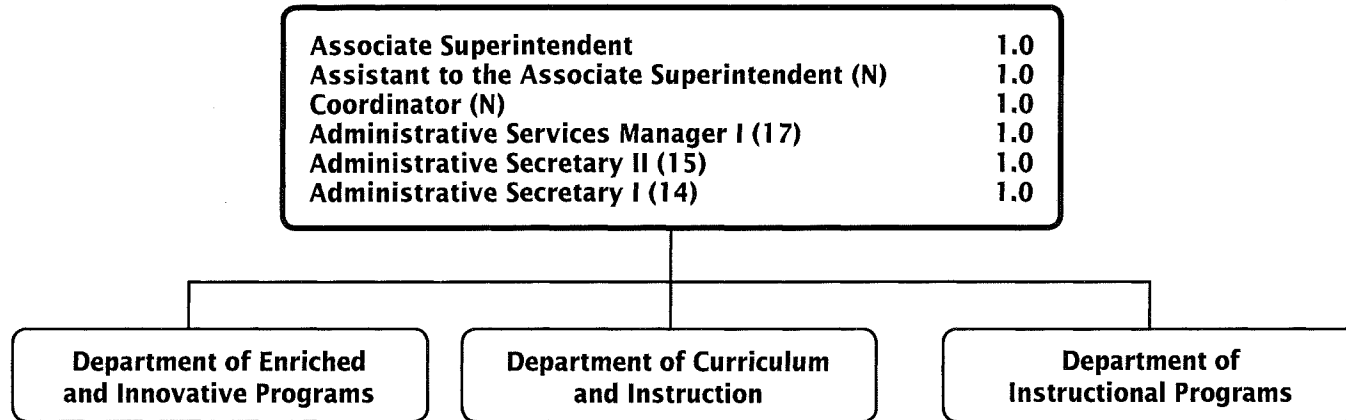 Associate Superintendent 1.0
Assistant to the Associate Superintendent (N) 1.0
Coordinator (N) 1.0
Administrative Services Manager I (17) 1.0
Administrative Secretary II (15) 1.0
Administrative Secretary I (14) 1.0
Department of Enriched
and Innovative Programs
Department of Curriculum
and Instruction
Department of
Instructional Programs